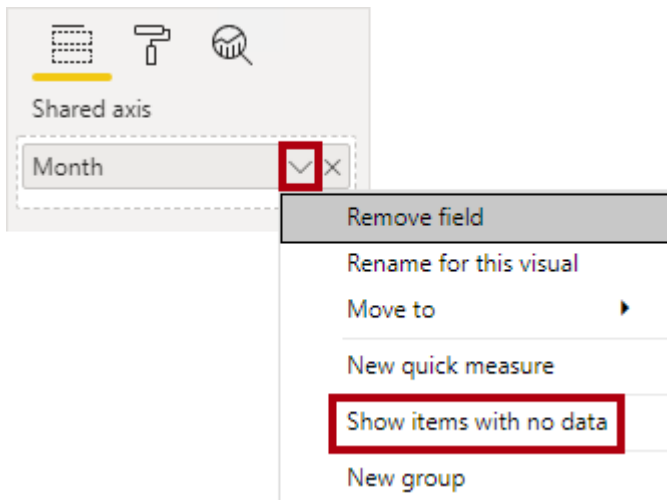 Shared axis
Month
Remove field
Rename for this visual
Move to
New quick measure
Show items with no data
New group